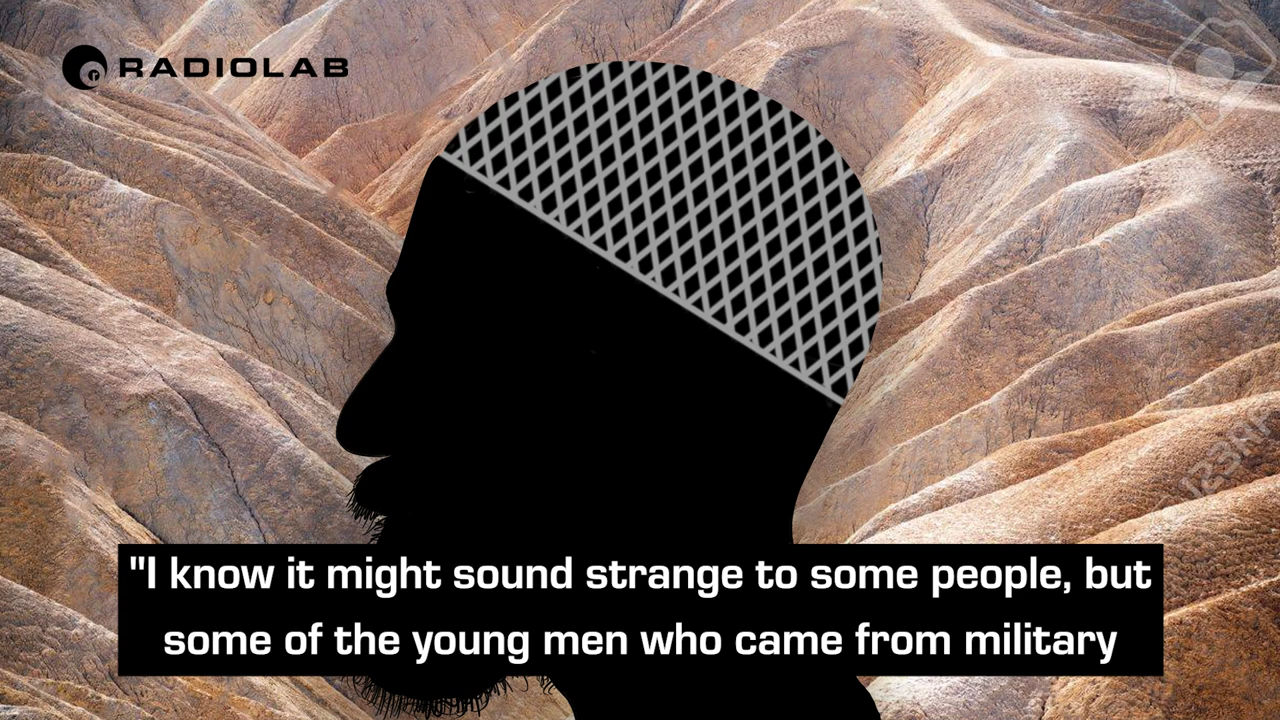 RADIOLAB
"I know it might sound strange to some people, but
some of the young men who came from military
123RF